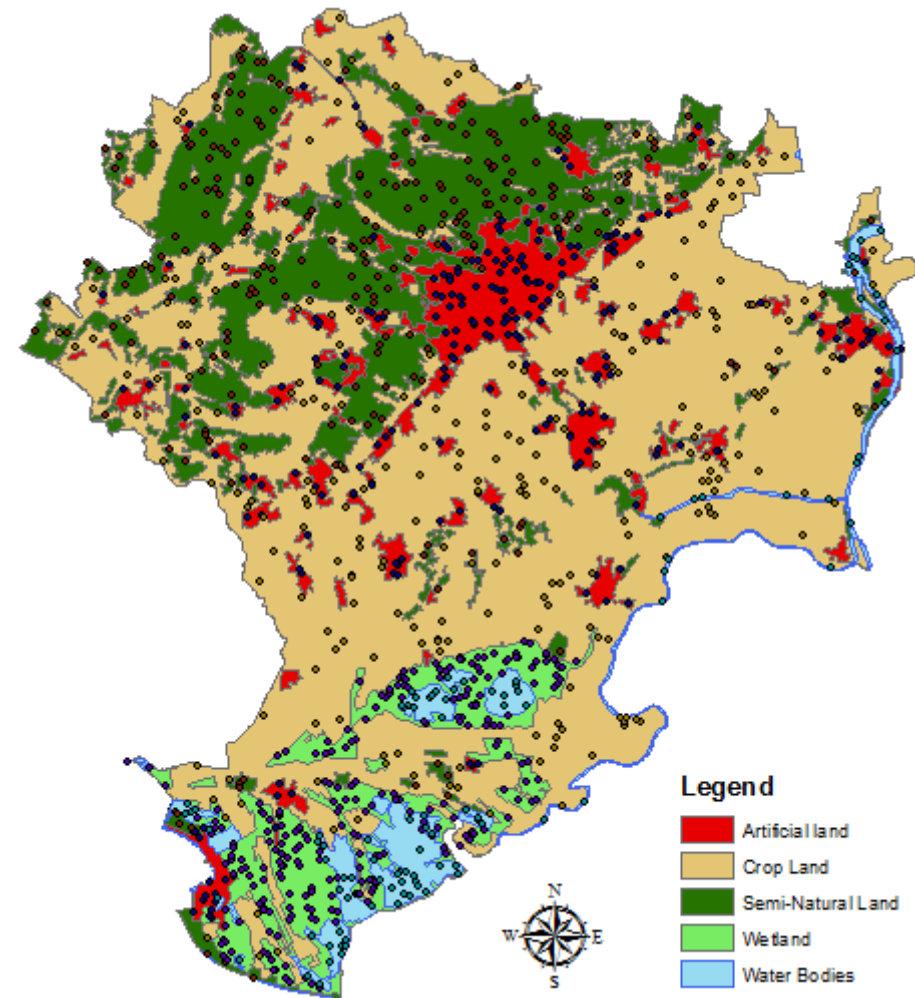 Legend
Artificial land
Crop Land
Semi-Natural Land
Wetland
Water Bodies
N
W E
S